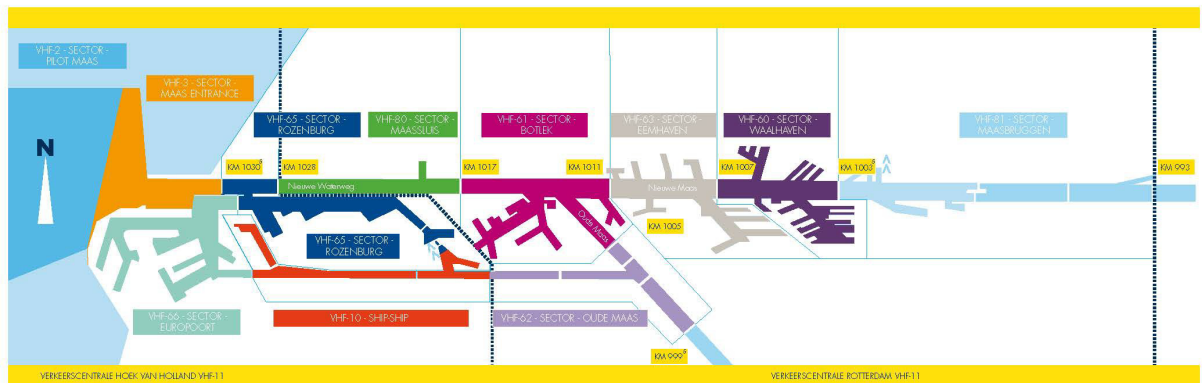 VHF-2 - SECTOR -
PILOT MAAS
VHF-3 - SECTOR -
MAAS ENTRANCE
VHF-65 - SECTOR -
ROZENBURG
VHF-80 - SECTOR -
MAASSLUIS
VHF-61 - SECTOR -
BOTLEK
VHF-63 - SECTOR -
EEMHAVEN
VHF-60 - SECTOR -
WAALHAVEN
VHF-81 - SECTOR -
MAASBRUGGEN
N
KM 1030⁵
KM 1028
KM 1017
KM 1011
KM 1007
KM 1003⁵
KM 993
Nieuwe Waterweg
Nieuwe Maas
Oude Maas
KM 1005
VHF-65 - SECTOR -
ROZENBURG
VHF-66 - SECTOR -
EUROPOORT
VHF-10 - SHIP-SHIP
VHF-62 - SECTOR - OUDE MAAS
KM 999⁸
VERKEERSCENTRALE HOEK VAN HOLLAND VHF-11
VERKEERSCENTRALE ROTTERDAM VHF-11